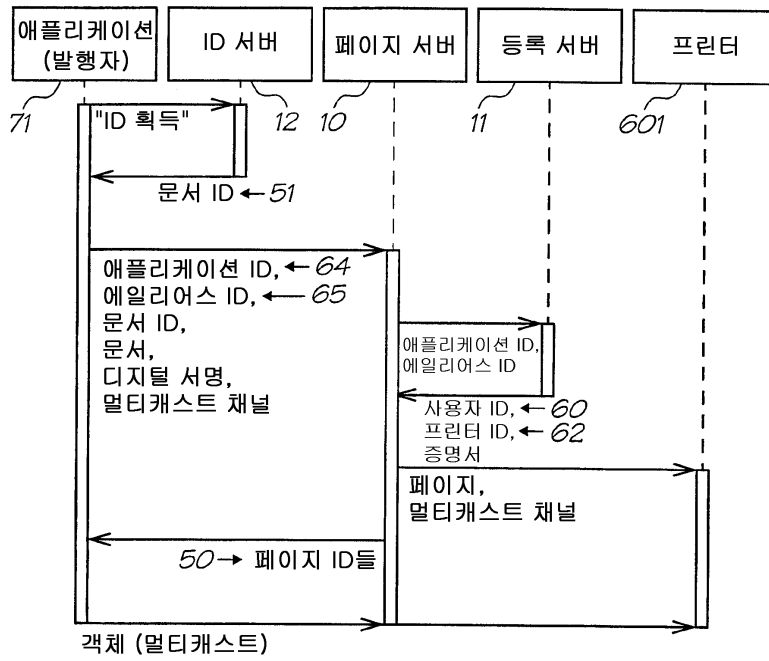 애플리케이션
(발행자)
ID 서버
페이지 서버
등록 서버
프린터
71
12
10
11
601
"ID 획득"
문서 ID ← 51
애플리케이션 ID, ← 64
에일리어스 ID, ← 65
문서 ID,
문서,
디지털 서명,
멀티캐스트 채널
애플리케이션 ID,
에일리어스 ID
사용자 ID, ← 60
프린터 ID, ← 62
증명서
페이지,
멀티캐스트 채널
50 → 페이지 ID들
객체 (멀티캐스트)